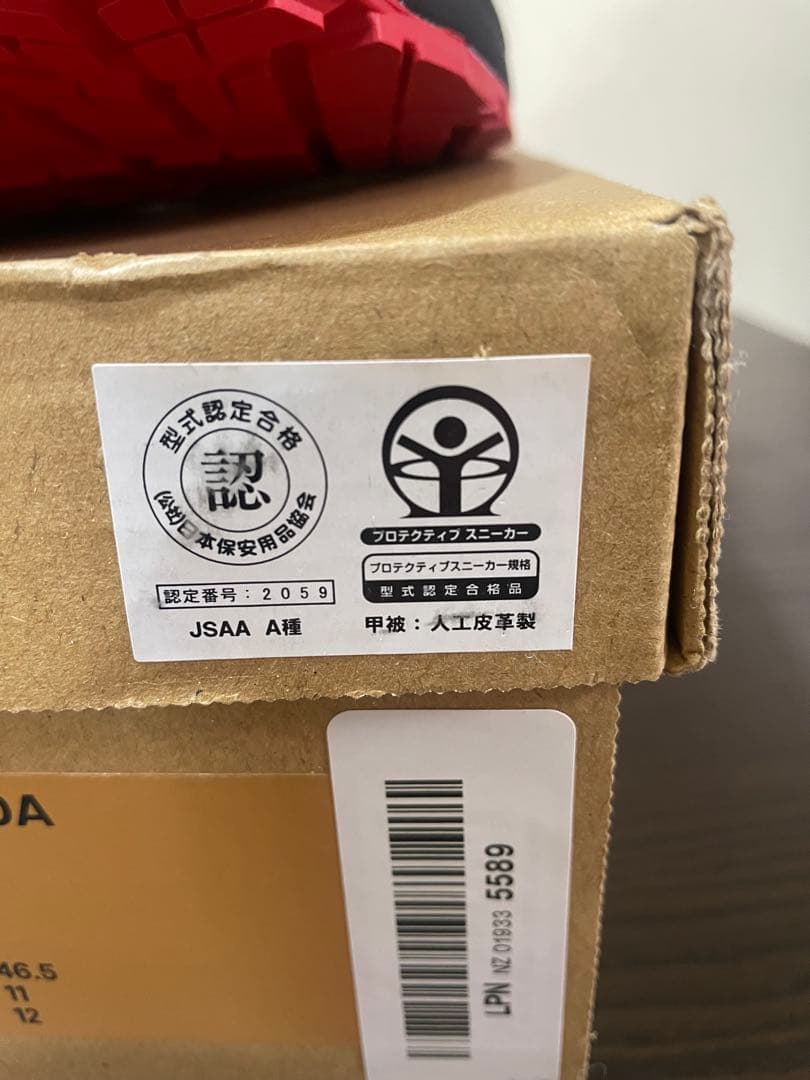 型式認定合格
認
(公社)日本保安用品協会
認定番号：2059
JSAA A種
プロテクティブ スニーカー
プロテクティブスニーカー規格
型式認定合格品
甲被：人工皮革製
0A
46.5
11
12
LPN NZ 01933 5589